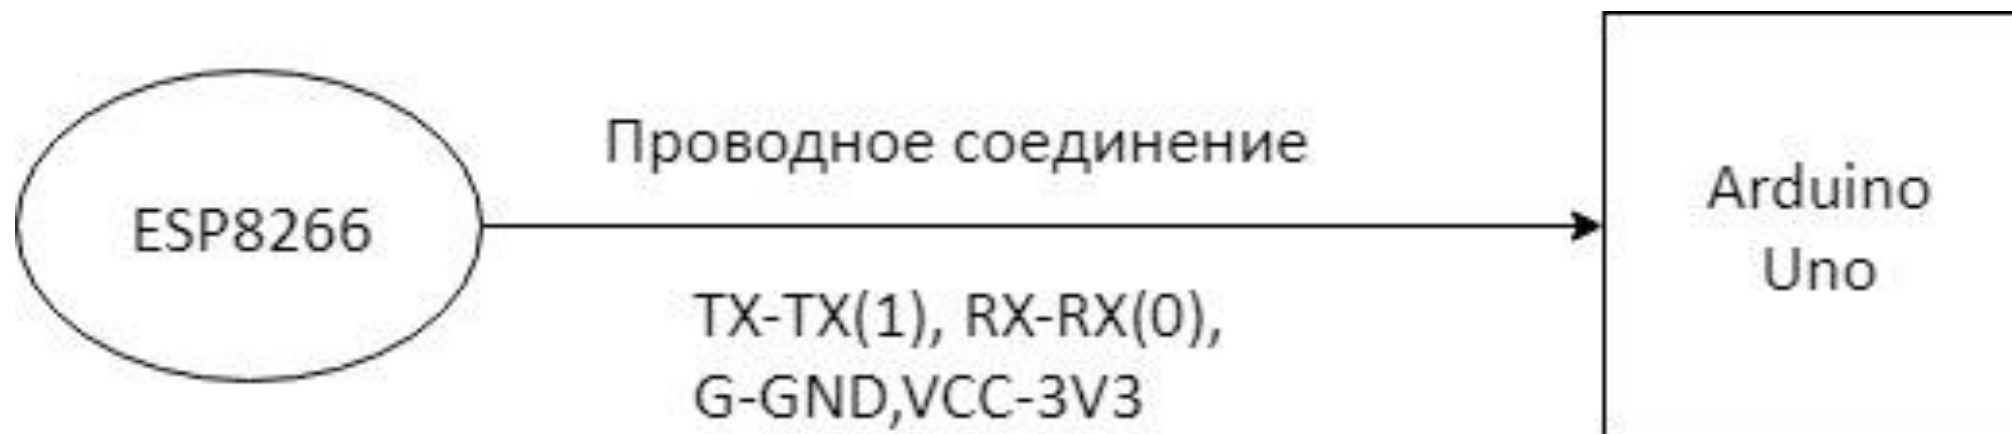 ESP8266
Проводное соединение
TX-TX(1), RX-RX(0),
G-GND,VCC-3V3
Arduino
Uno